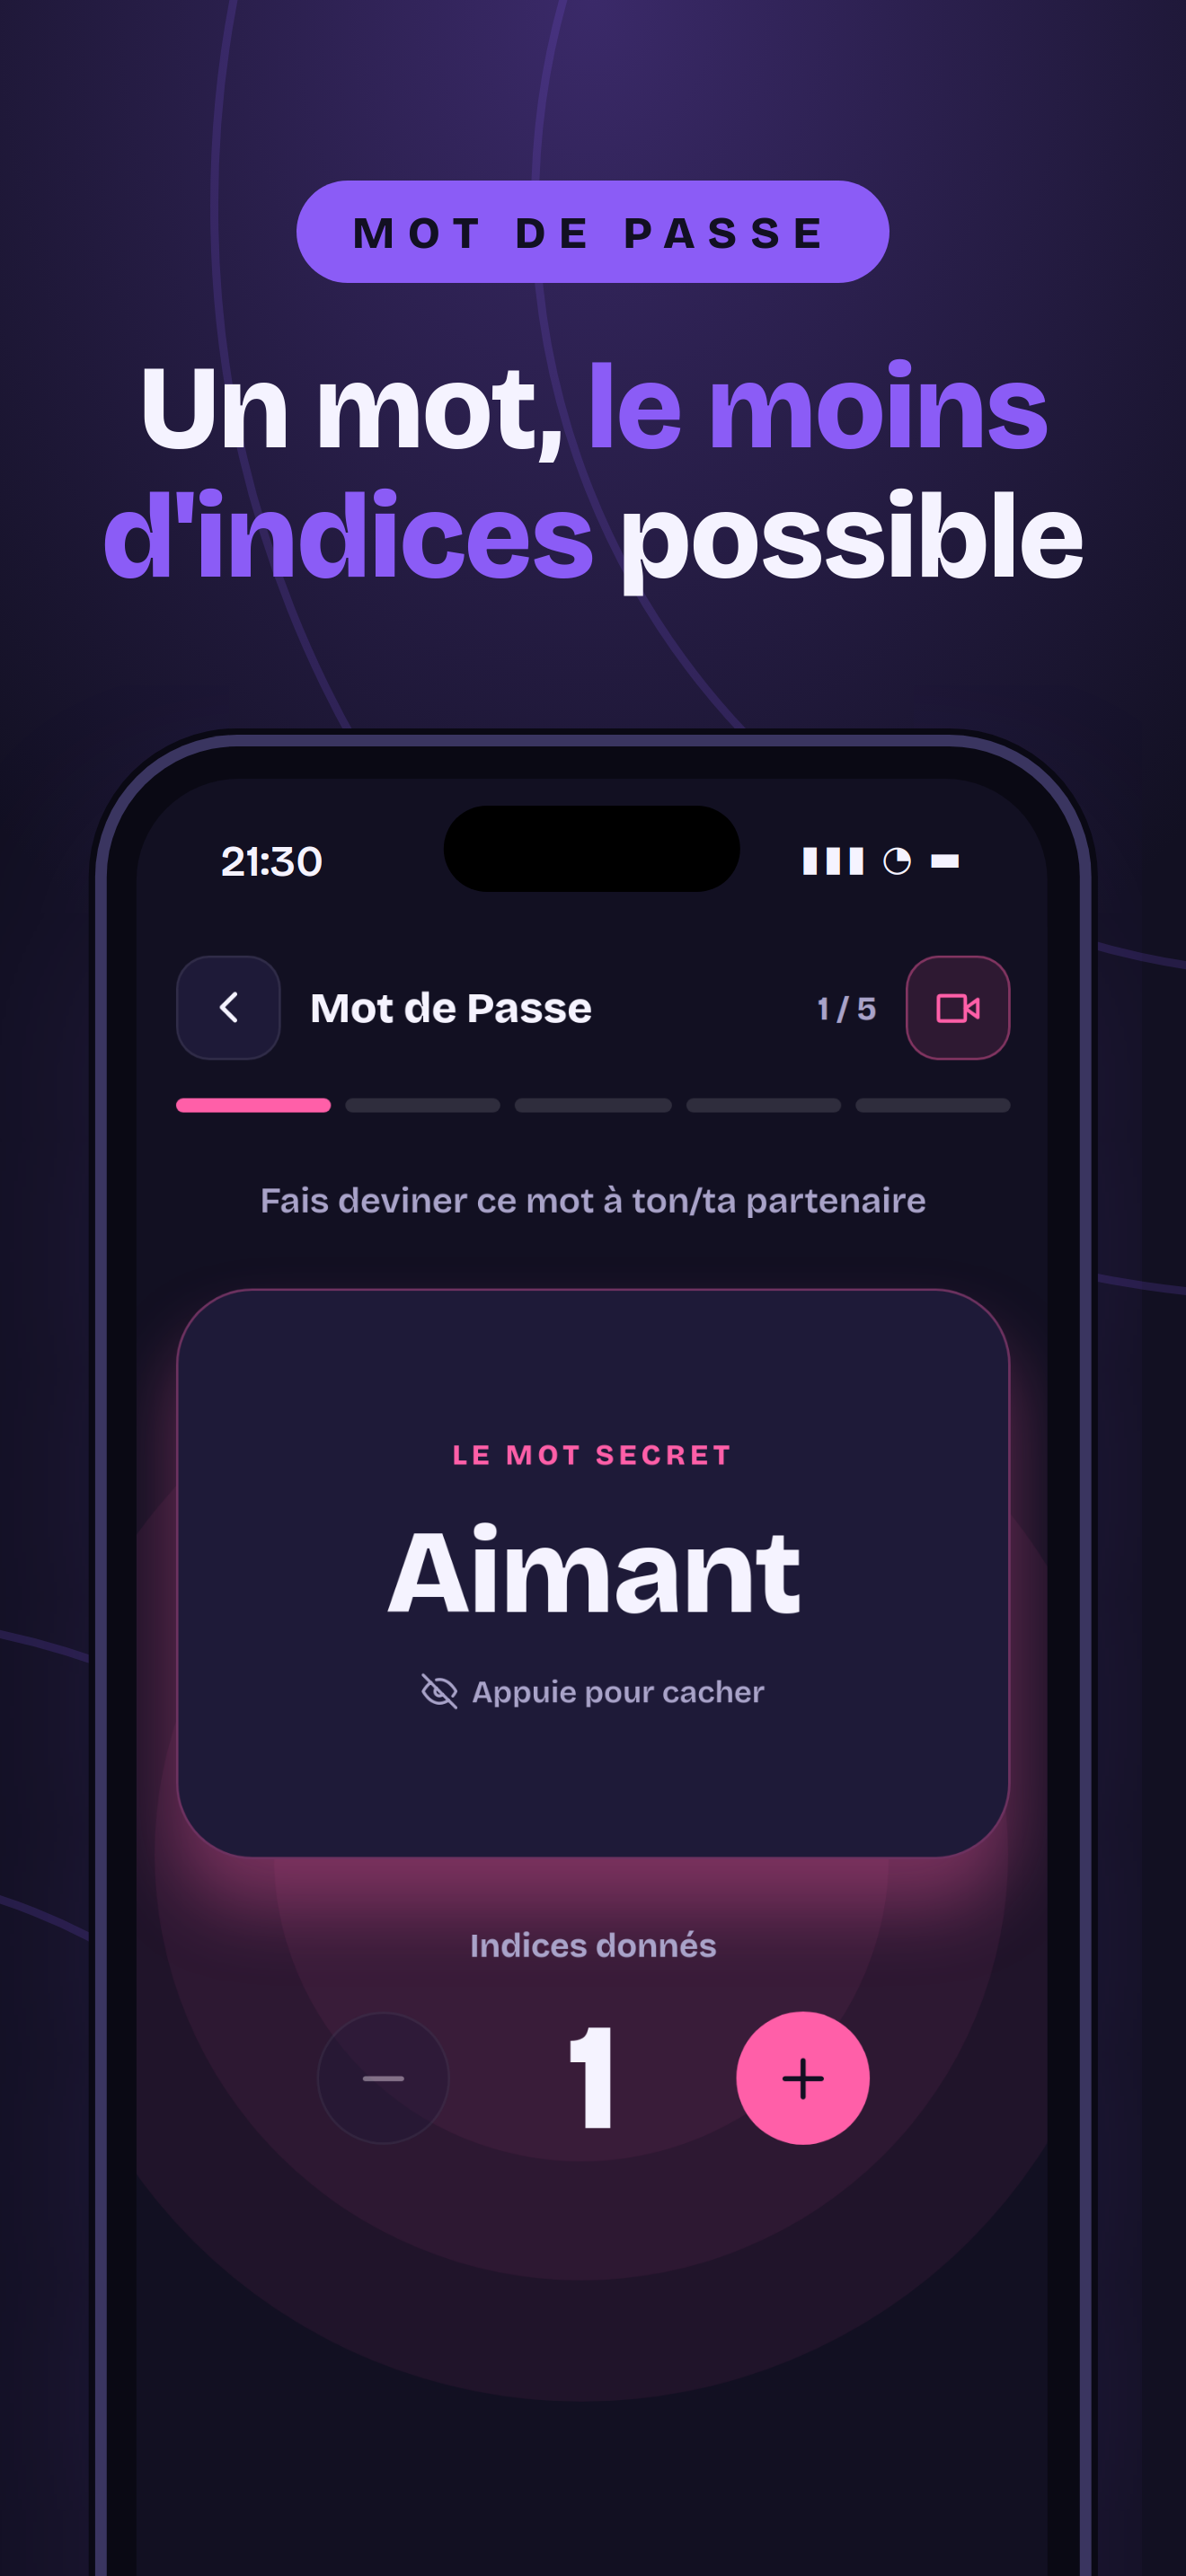 MOT DE PASSE
Un mot, le moins
d'indices possible
21:30
Mot de Passe
1 / 5
Fais deviner ce mot à ton/ta partenaire
LE MOT SECRET
Aimant
Appuie pour cacher
Indices donnés
1